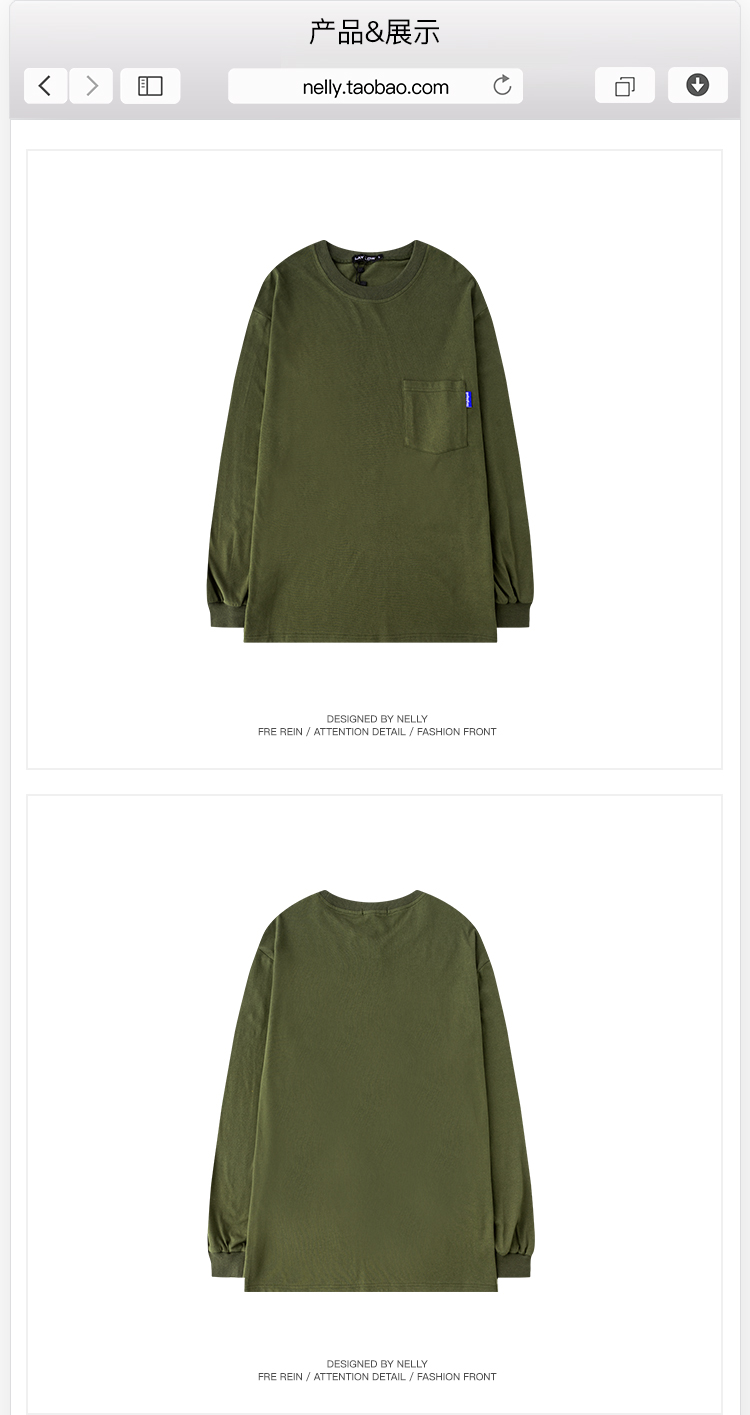 产品&展示
nelly.taobao.com
DESIGNED BY NELLY
FRE REIN / ATTENTION DETAIL / FASHION FRONT
DESIGNED BY NELLY
FRE REIN / ATTENTION DETAIL / FASHION FRONT